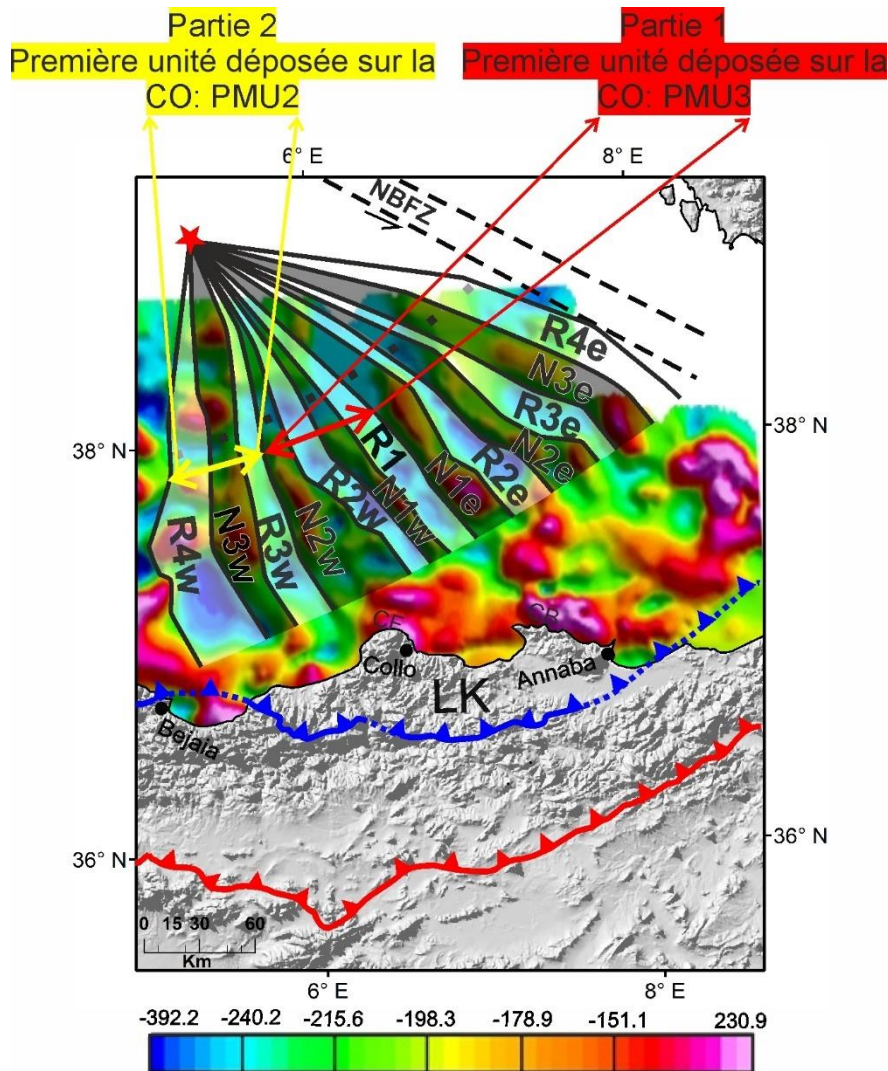 Partie 2
Première unité déposée sur la
CO: PMU2
Partie 1
Première unité déposée sur la
CO: PMU3
6° E
8° E
NBFZ
R4e
N3e
R3e
38° N
38° N
R1
N2e
R2e
N1e
N1w
R2w
N2w
R3w
N3w
R4w
CF
CB
Collo
Annaba
LK
Bejaia
36° N
36° N
0 15 30 60
Km
6° E
8° E
-392.2 -240.2 -215.6 -198.3 -178.9 -151.1 230.9